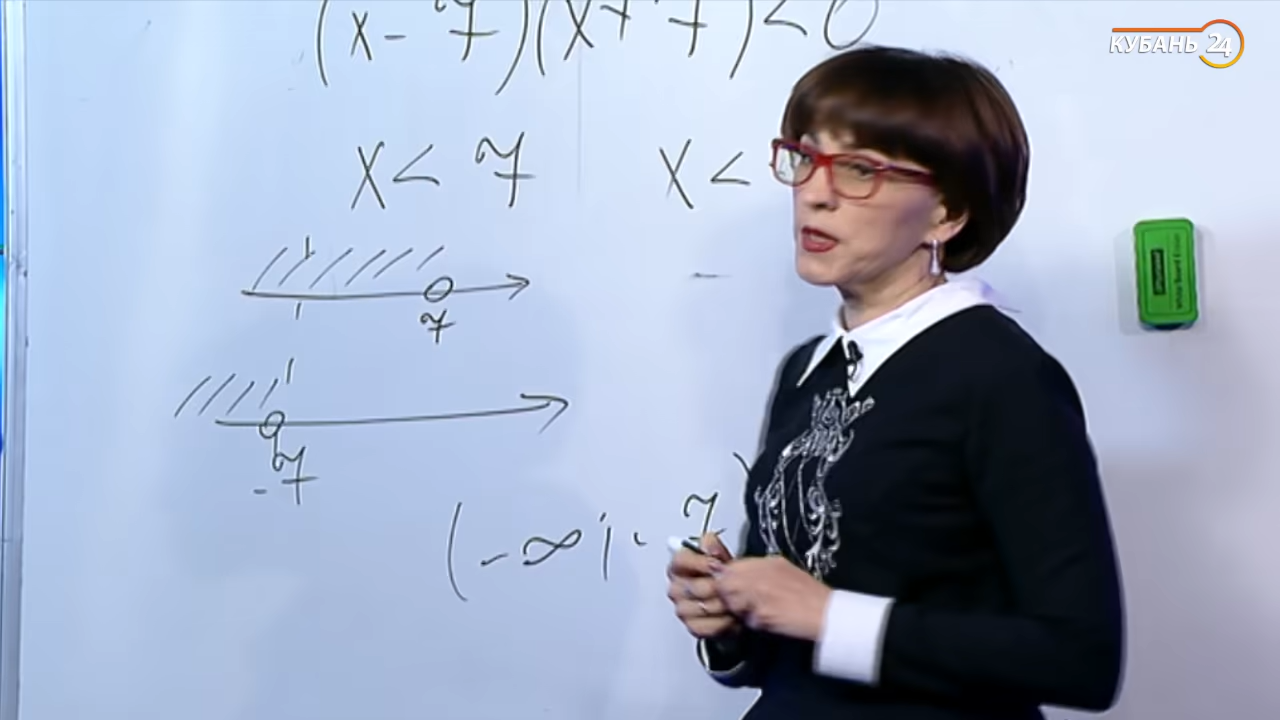 КУБАНЬ 24
(x - 7)(x + 7) < 0
x < 7 x <
7
-7
(-∞; - 7